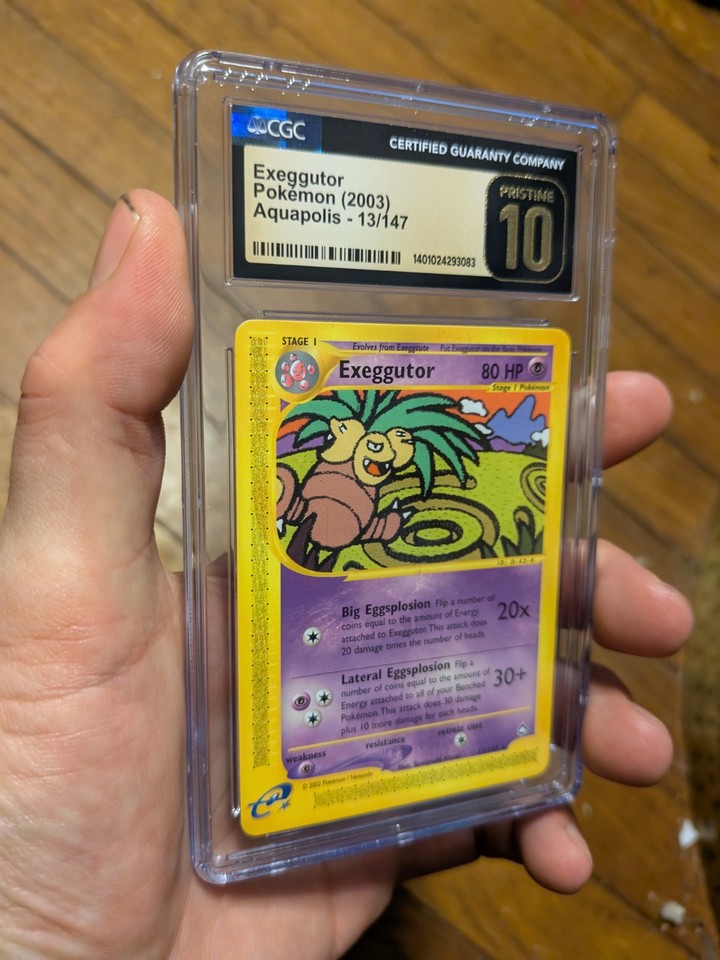 CGC
CERTIFIED GUARANTY COMPANY
Exeggutor
Pokémon (2003)
Aquapolis - 13/147
PRISTINE
10
1401024293083
STAGE 1
Evolves from Exeggcute
Put Exeggutor on the Basic Pokémon
Exeggutor
80 HP
Stage 1 Pokémon
Big Eggsplosion Flip a number of
coins equal to the amount of Energy
attached to Exeggutor. This attack does
20 damage times the number of heads.
20x
Lateral Eggsplosion Flip a
number of coins equal to the amount of
Energy attached to all of your Benched
Pokémon. This attack does 30 damage
plus 10 more damage for each heads.
30+
weakness
resistance
retreat cost
© 2002 Pokémon / Nintendo
e